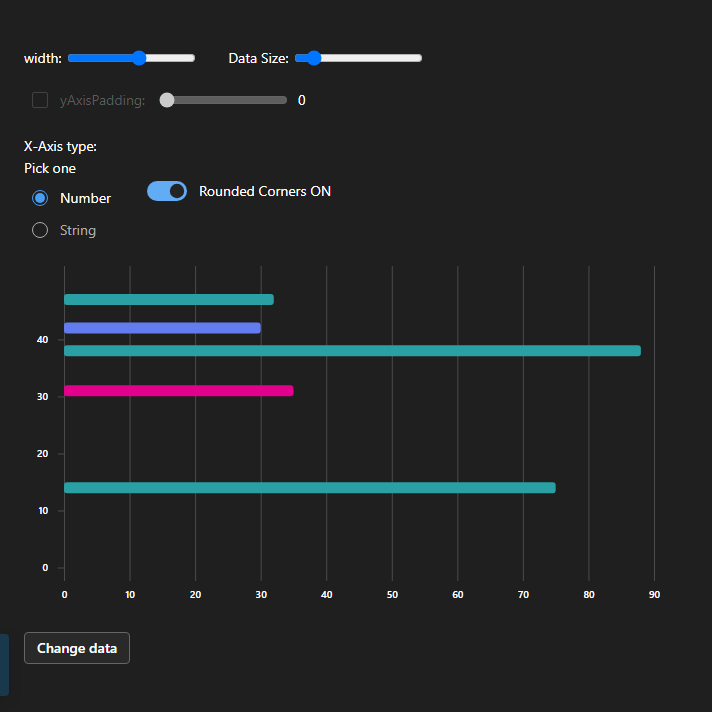 width: Data Size:
yAxisPadding: 0
X-Axis type:
Pick one
Number Rounded Corners ON
String
40
30
20
10
0
0 10 20 30 40 50 60 70 80 90
Change data